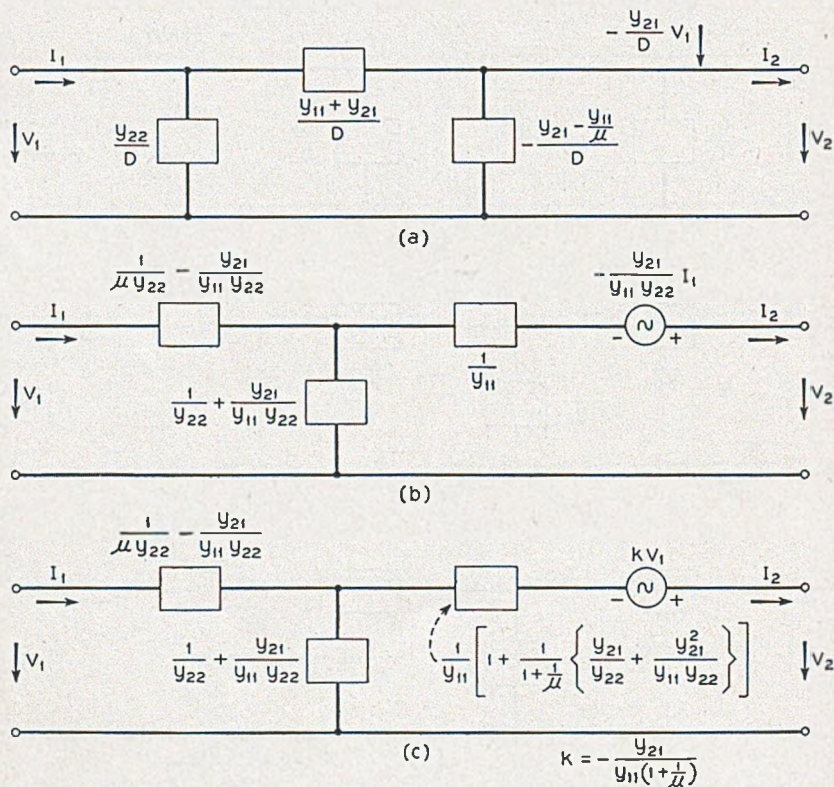 I₁
-y₂₁/D V₁
I₂
V₁
y₂₂/D
(y₁₁ + y₂₁)/D
-(y₂₁ - y₁₁/μ)/D
V₂
(a)
1/(μy₂₂) - y₂₁/(y₁₁ y₂₂)
-y₂₁/(y₁₁ y₂₂) I₁
I₁
~
I₂
- +
V₁
1/y₂₂ + y₂₁/(y₁₁ y₂₂)
1/y₁₁
V₂
(b)
1/(μy₂₂) - y₂₁/(y₁₁ y₂₂)
kV₁
I₁
~
I₂
- +
V₁
1/y₂₂ + y₂₁/(y₁₁ y₂₂)
1/y₁₁ [1 + 1/(1+1/μ) {y₂₁/y₂₂ + y₂₁²/(y₁₁ y₂₂)}]
V₂
(c)
k = -y₂₁/(y₁₁(1+1/μ))